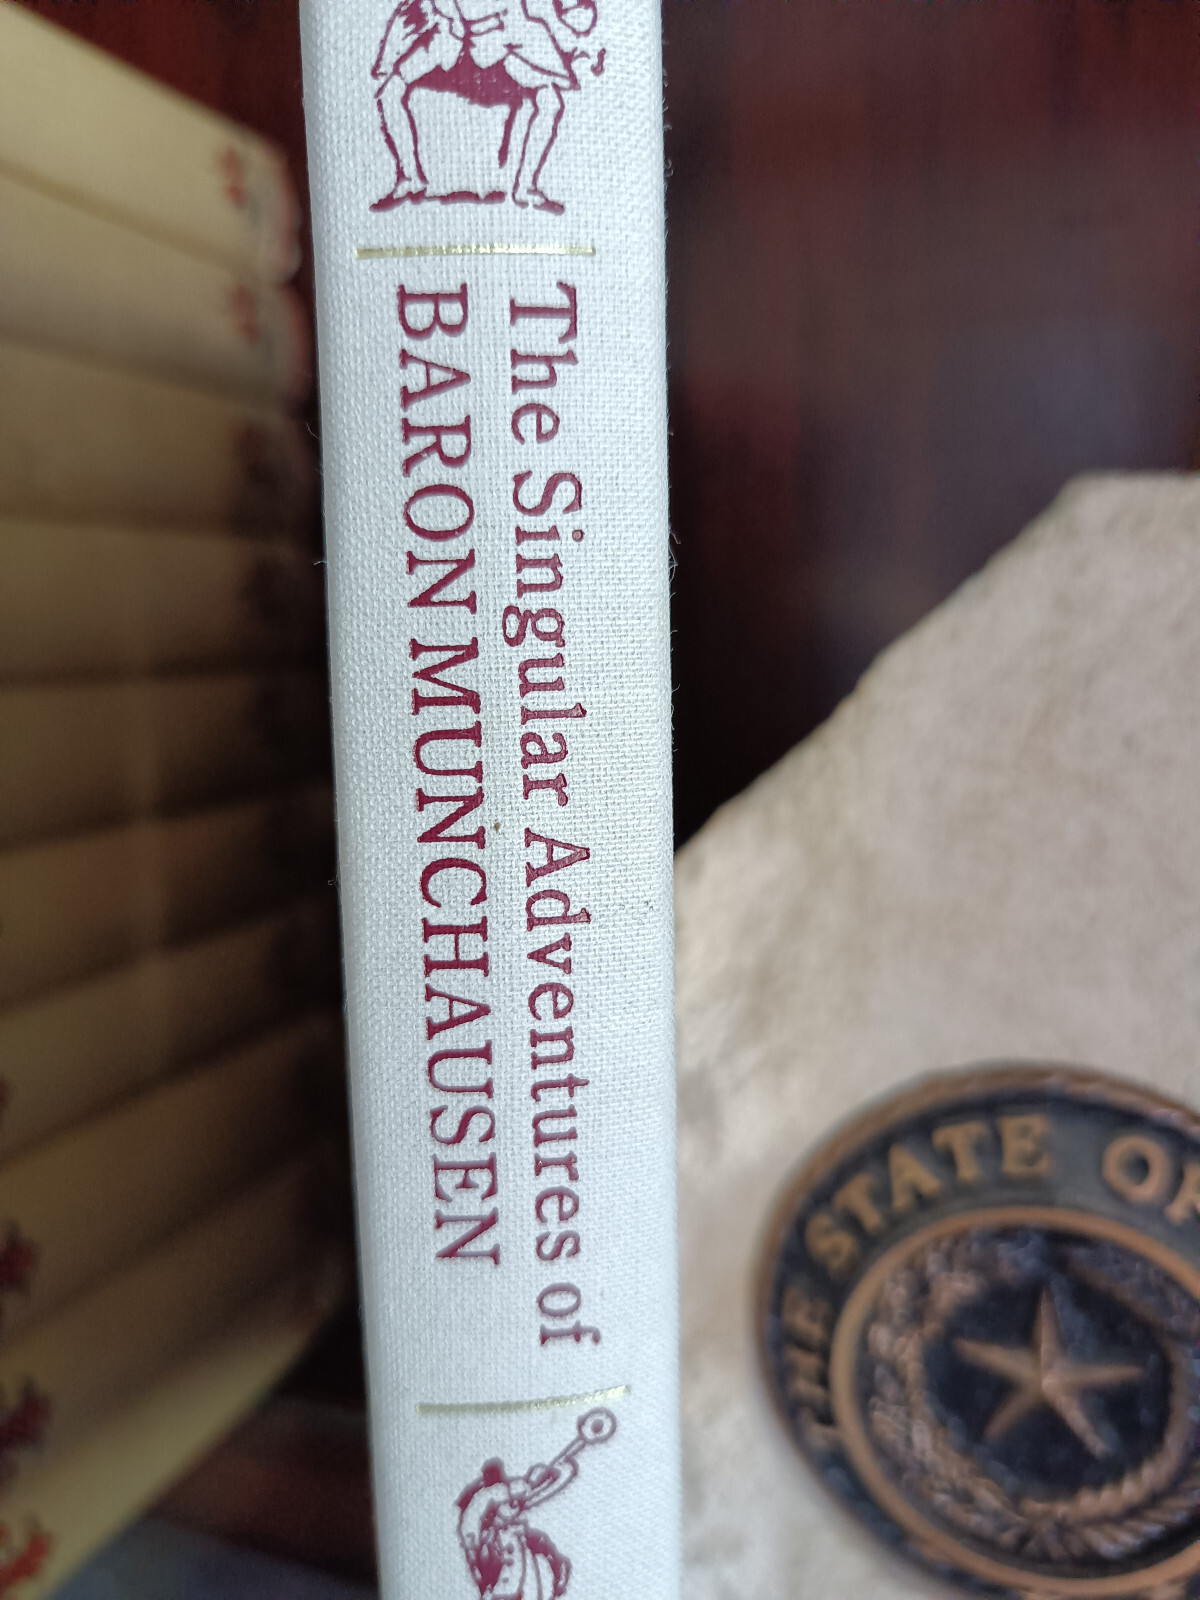 The Singular Adventures of
BARON MUNCHAUSEN
THE STATE OF